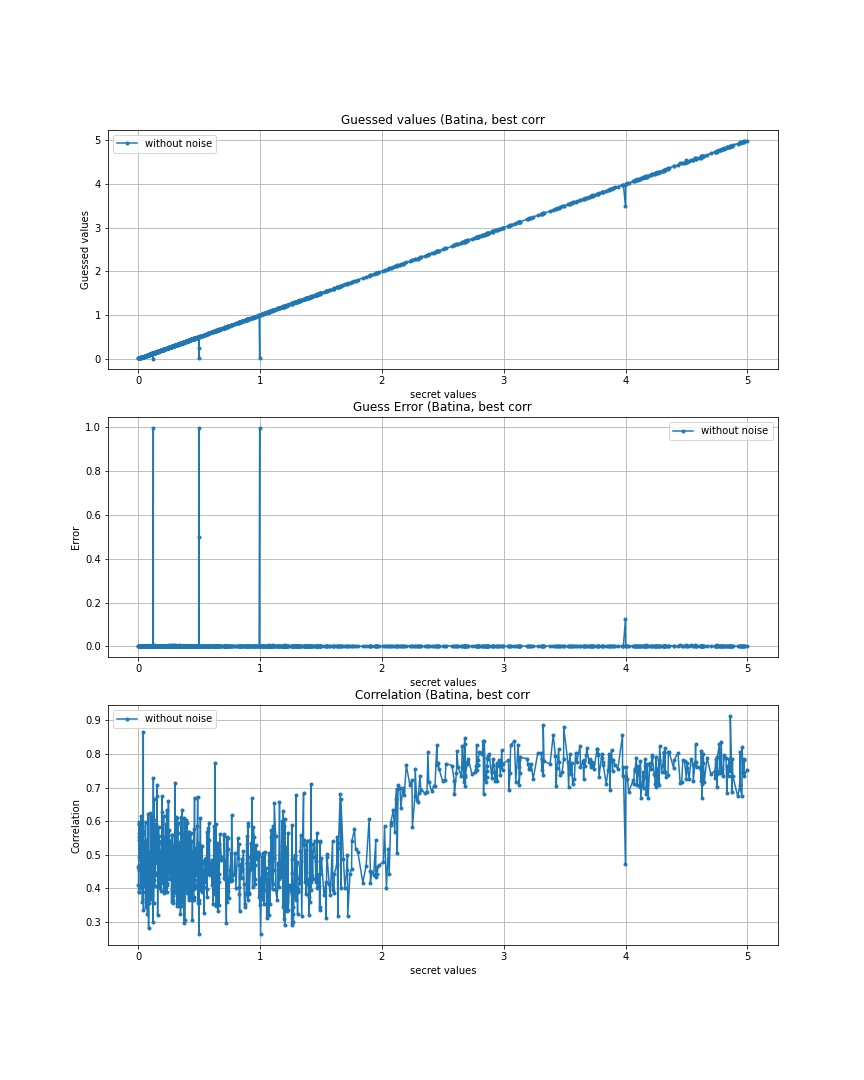 Guessed values (Batina, best corr
without noise
Guessed values
5
4
3
2
1
0
0 1 2 3 4 5
secret values
Guess Error (Batina, best corr
without noise
Error
1.0
0.8
0.6
0.4
0.2
0.0
0 1 2 3 4 5
secret values
Correlation (Batina, best corr
without noise
Correlation
0.9
0.8
0.7
0.6
0.5
0.4
0.3
0 1 2 3 4 5
secret values